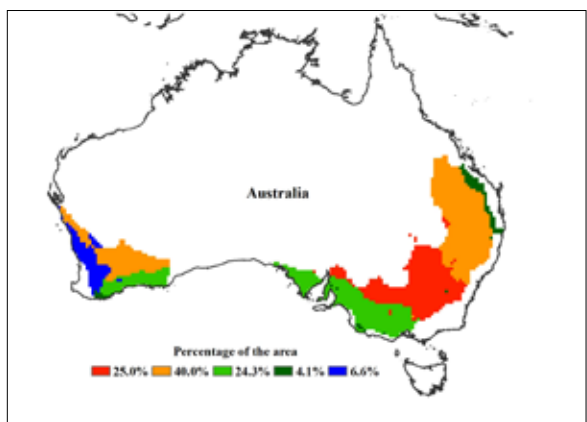 Australia
Percentage of the area
25.0% 40.0% 24.3% 4.1% 6.6%